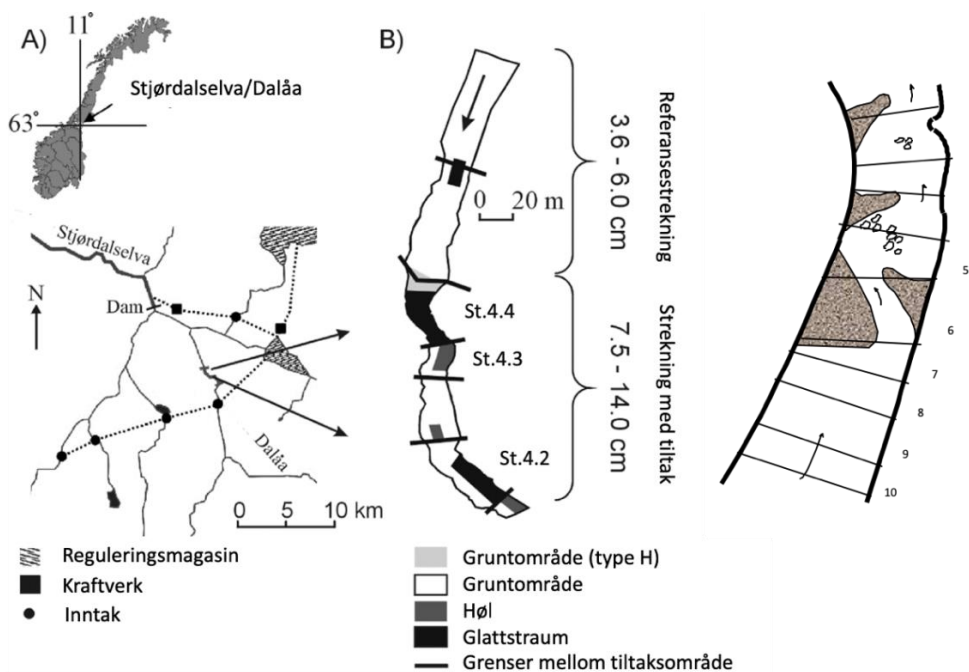 A)
11°
Stjørdalselva/Dalåa
63°
Stjørdalselva
N
Dam
Dalåa
0 5 10 km
Reguleringsmagasin
Kraftverk
Inntak
B)
0 20 m
St.4.4
St.4.3
St.4.2
3.6 - 6.0 cm
Referansestrekning
7.5 - 14.0 cm
Strekning med tiltak
Gruntområde (type H)
Gruntområde
Høl
Glattstraum
Grenser mellom tiltaksområde
5
6
7
8
9
10